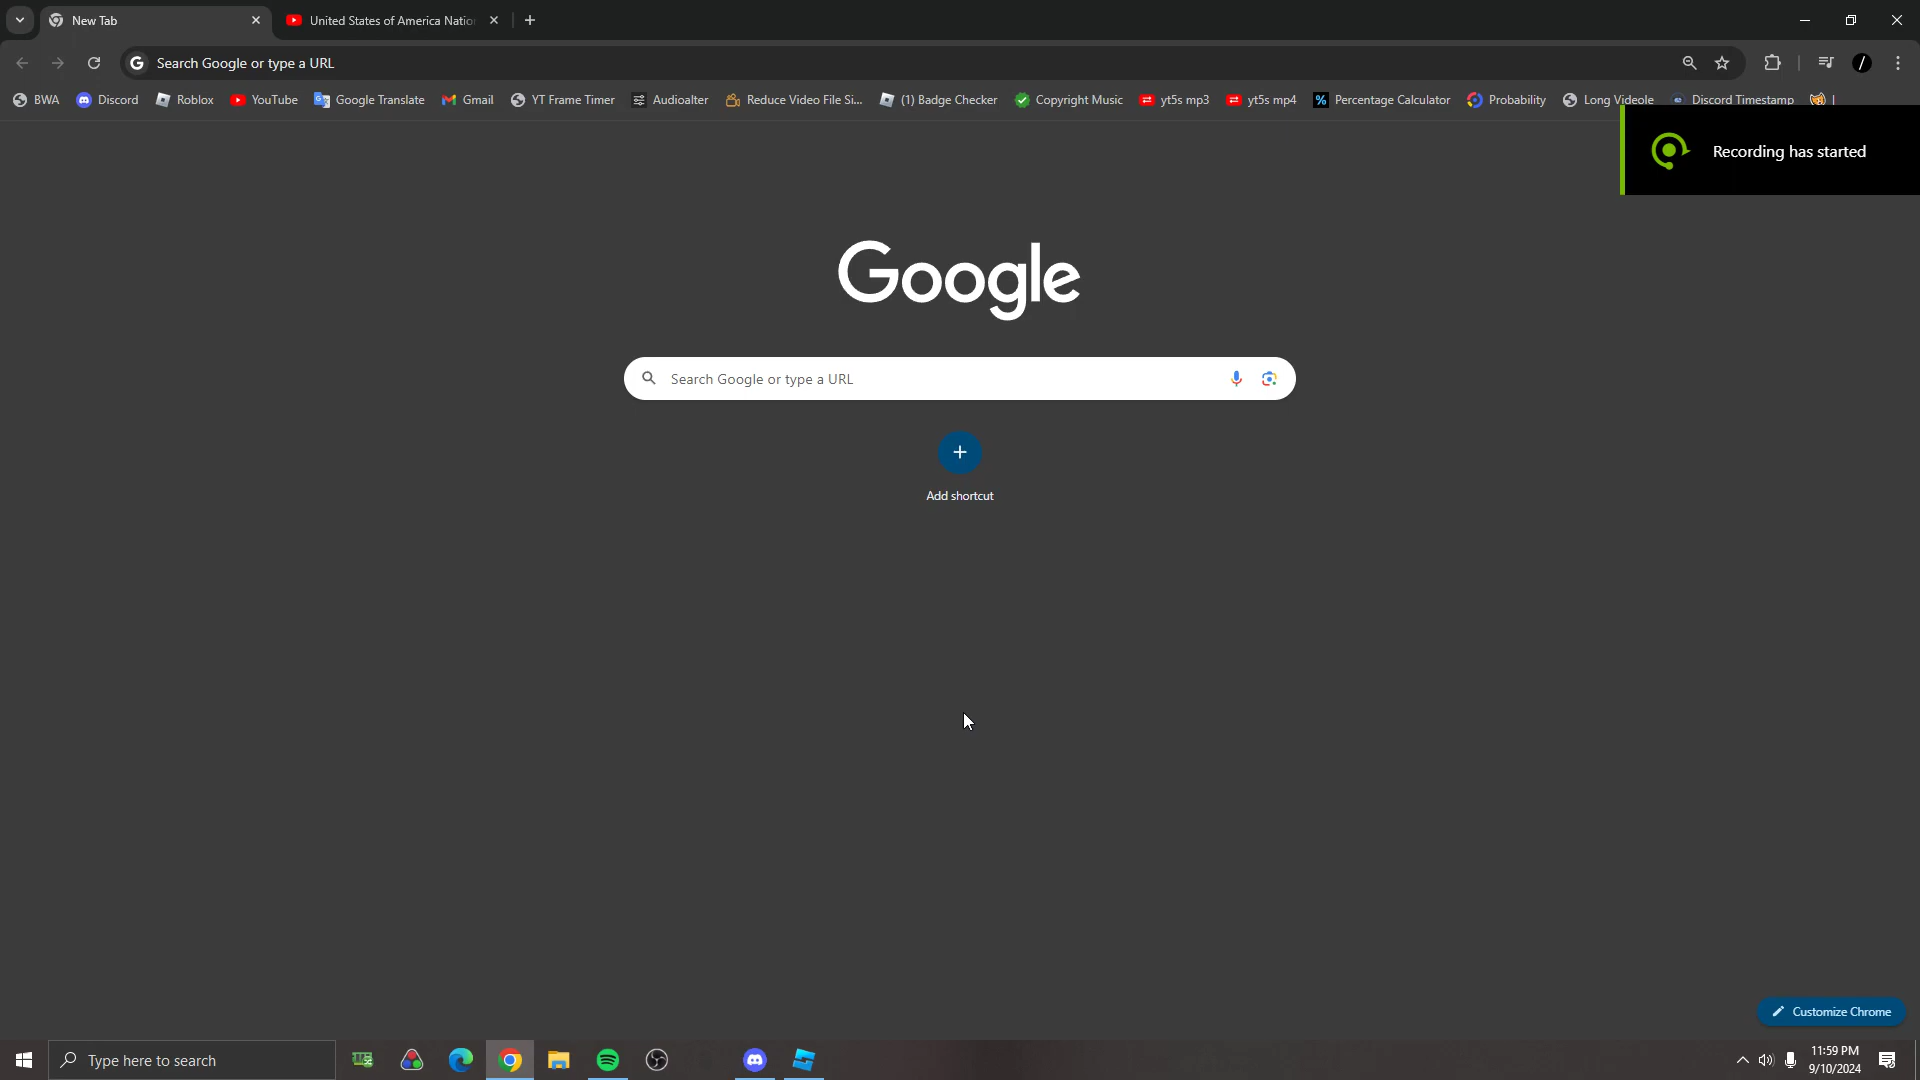 New Tab
United States of America Natio
Search Google or type a URL
BWA
Discord
Roblox
YouTube
Google Translate
Gmail
YT Frame Timer
Audioalter
Reduce Video File Si...
(1) Badge Checker
Copyright Music
yt5s mp3
yt5s mp4
Percentage Calculator
Probability
Long Videole
Discord Timestamp
Recording has started
Google
Search Google or type a URL
Add shortcut
Customize Chrome
Type here to search
11:59 PM
9/10/2024